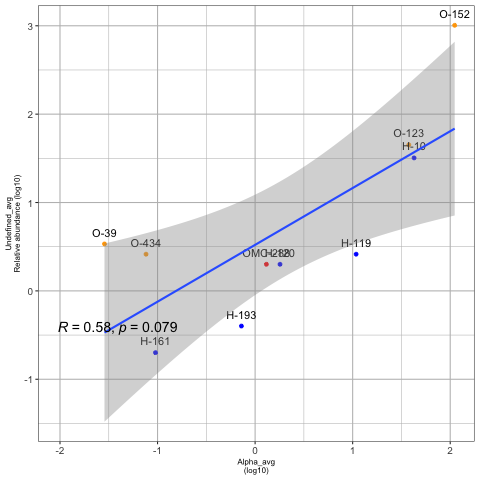 O-152
3
O-123
H-10
2
1
O-39
O-434
H-119
H-193
0
R = 0.58, p = 0.079
H-161
-1
-2
-1
0
1
2
Undefined_avg
Relative abundance (log10)
Alpha_avg
(log10)